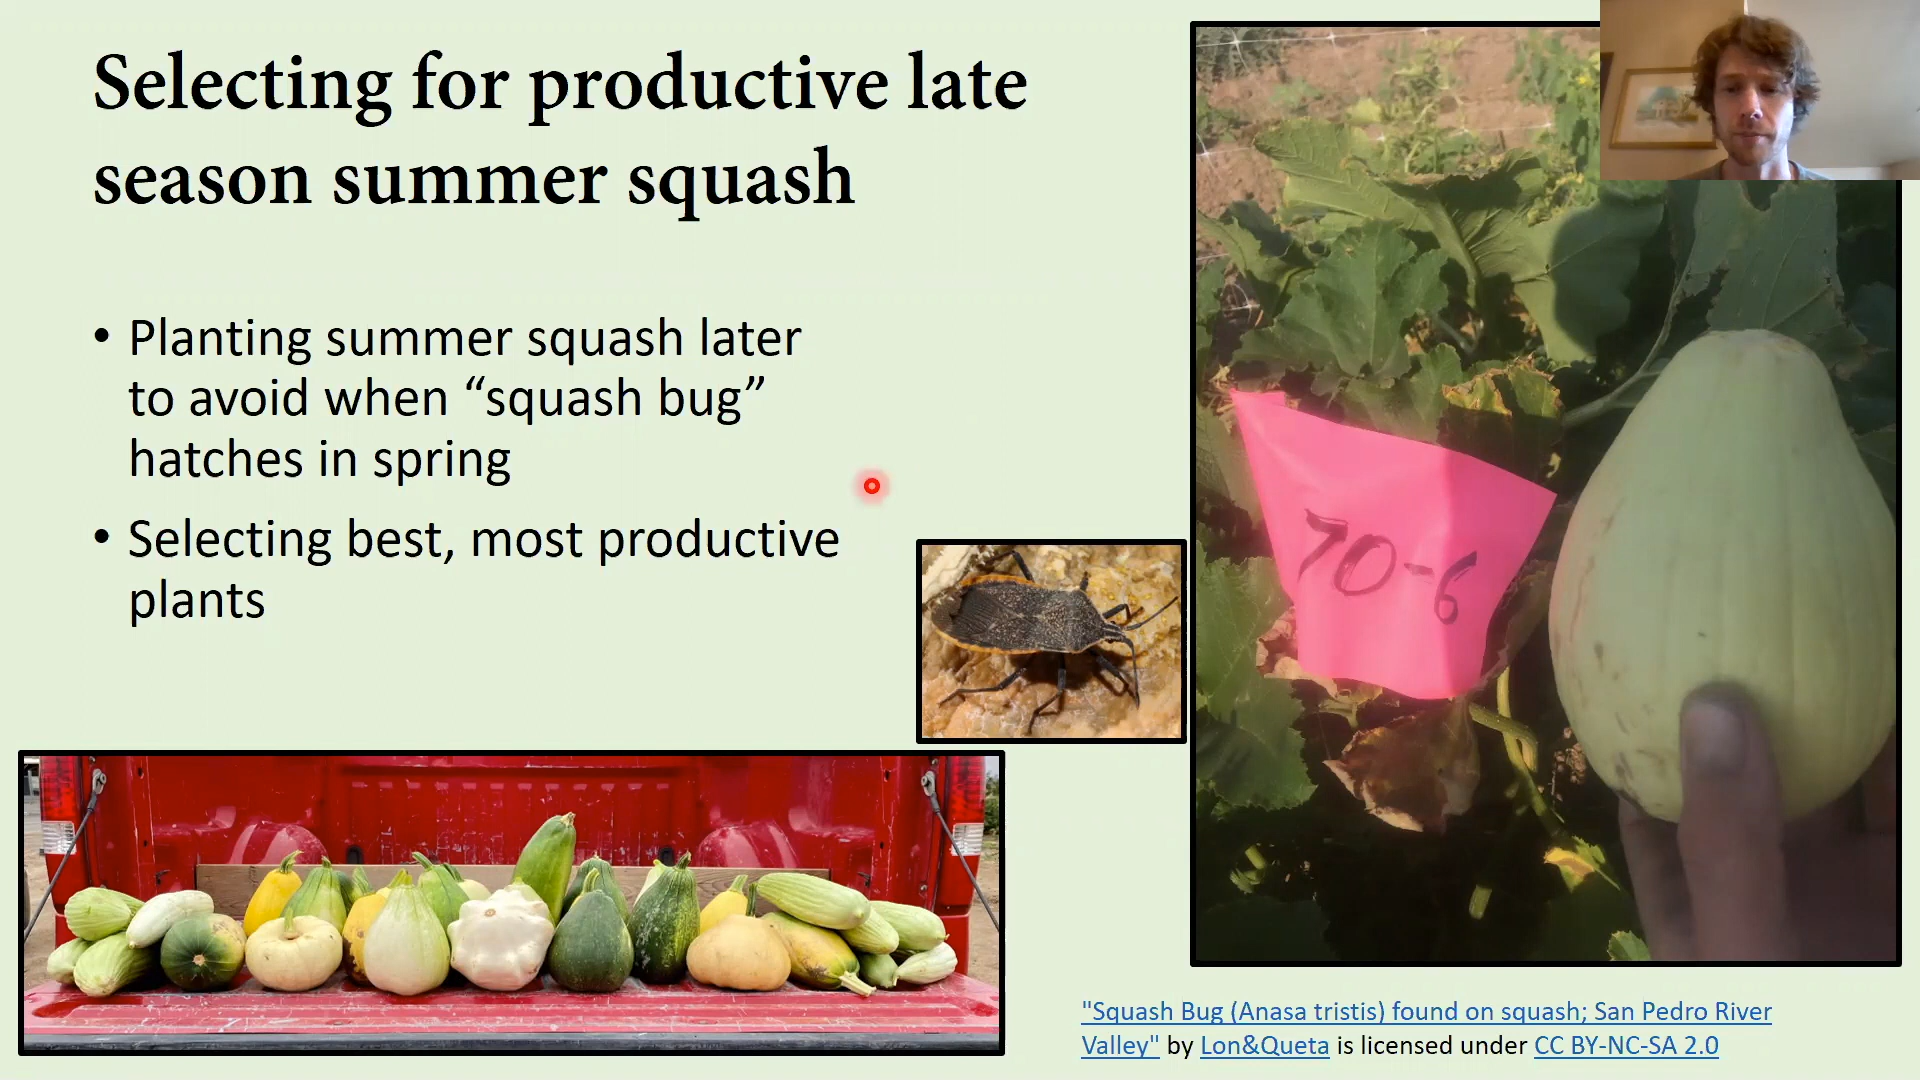 Selecting for productive late
season summer squash
• Planting summer squash later
to avoid when “squash bug”
hatches in spring
• Selecting best, most productive
plants
70-6
"Squash Bug (Anasa tristis) found on squash; San Pedro River
Valley" by Lon&Queta is licensed under CC BY-NC-SA 2.0